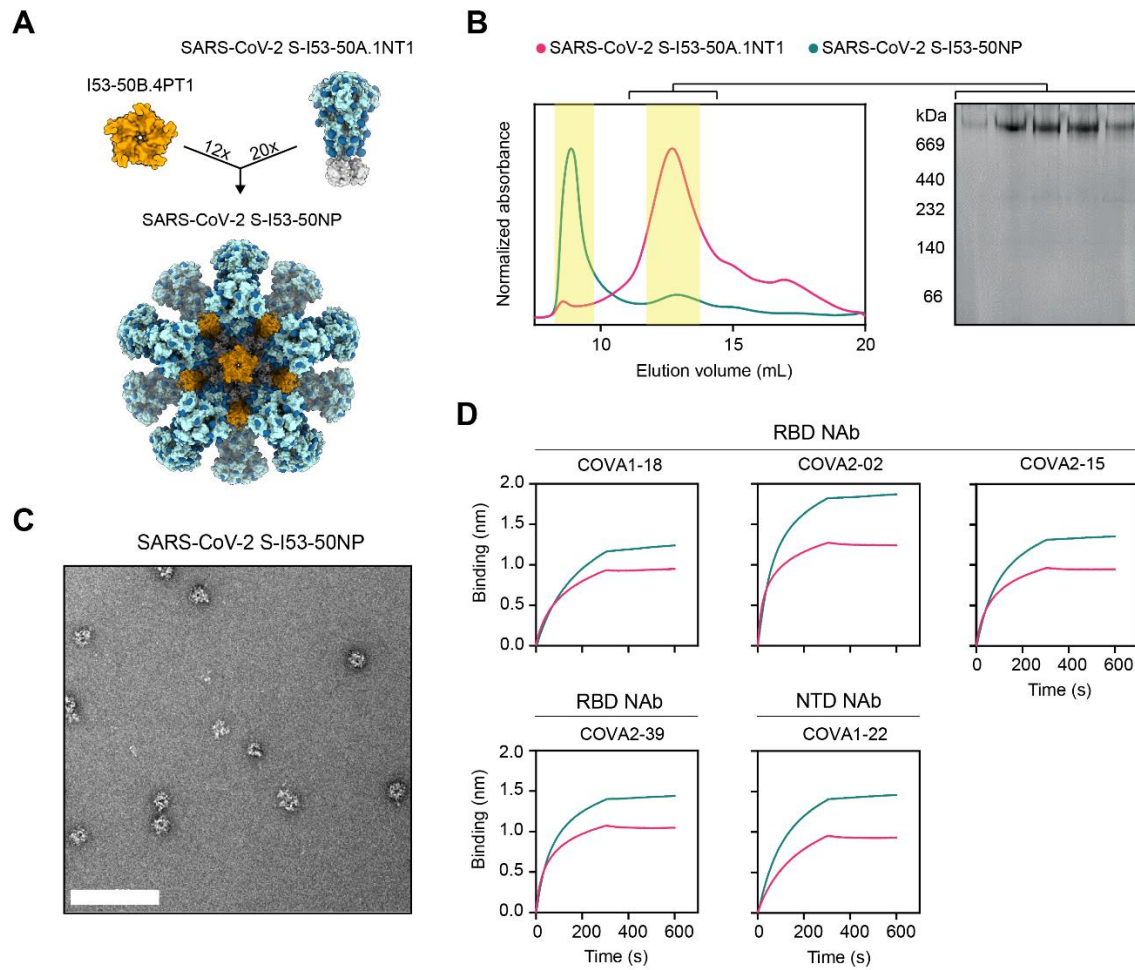 A
SARS-CoV-2 S-I53-50A.1NT1
I53-50B.4PT1
12x
20x
SARS-CoV-2 S-I53-50NP
B
SARS-CoV-2 S-I53-50A.1NT1
SARS-CoV-2 S-I53-50NP
Normalized absorbance
10
15
20
Elution volume (mL)
kDa
669
440
232
140
66
C
SARS-CoV-2 S-I53-50NP
D
RBD NAb
COVA1-18
COVA2-02
COVA2-15
Binding (nm)
2.0
1.5
1.0
0.5
0.0
0 200 400 600
Time (s)
RBD NAb
NTD NAb
COVA2-39
COVA1-22
Binding (nm)
2.0
1.5
1.0
0.5
0.0
0 200 400 600
Time (s)
0 200 400 600
Time (s)